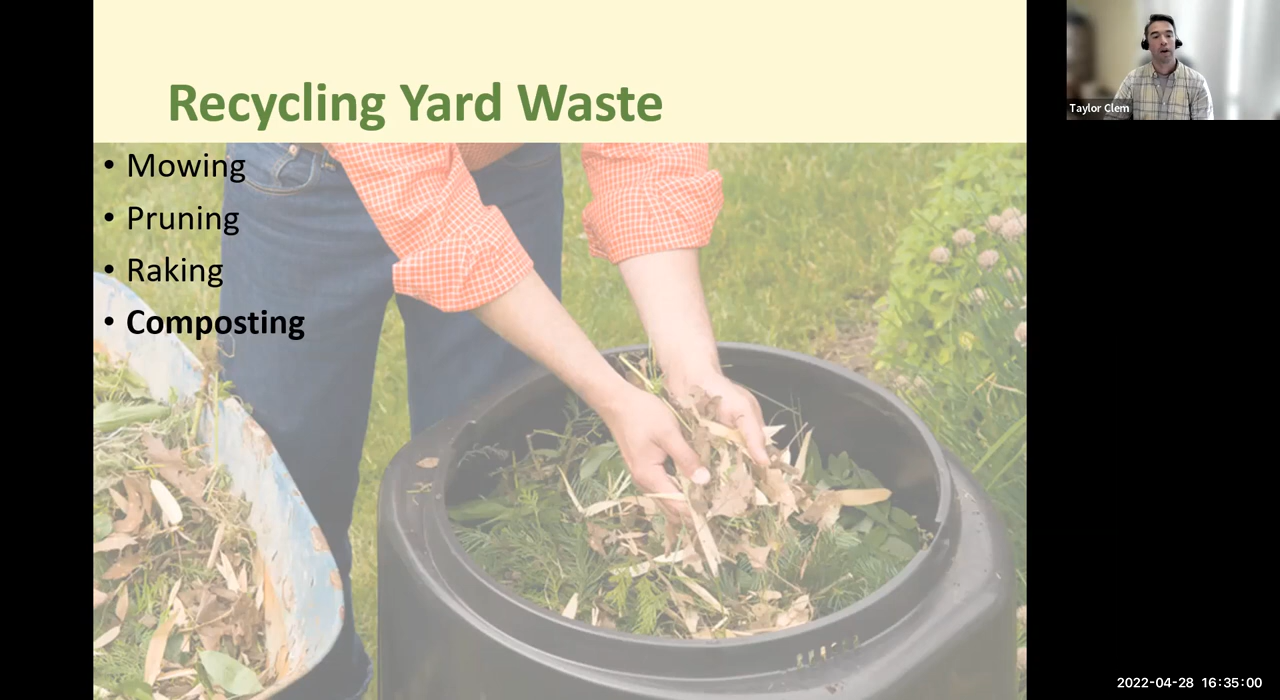 Recycling Yard Waste
• Mowing
• Pruning
• Raking
• Composting
Taylor Clem
2022-04-28 16:35:00